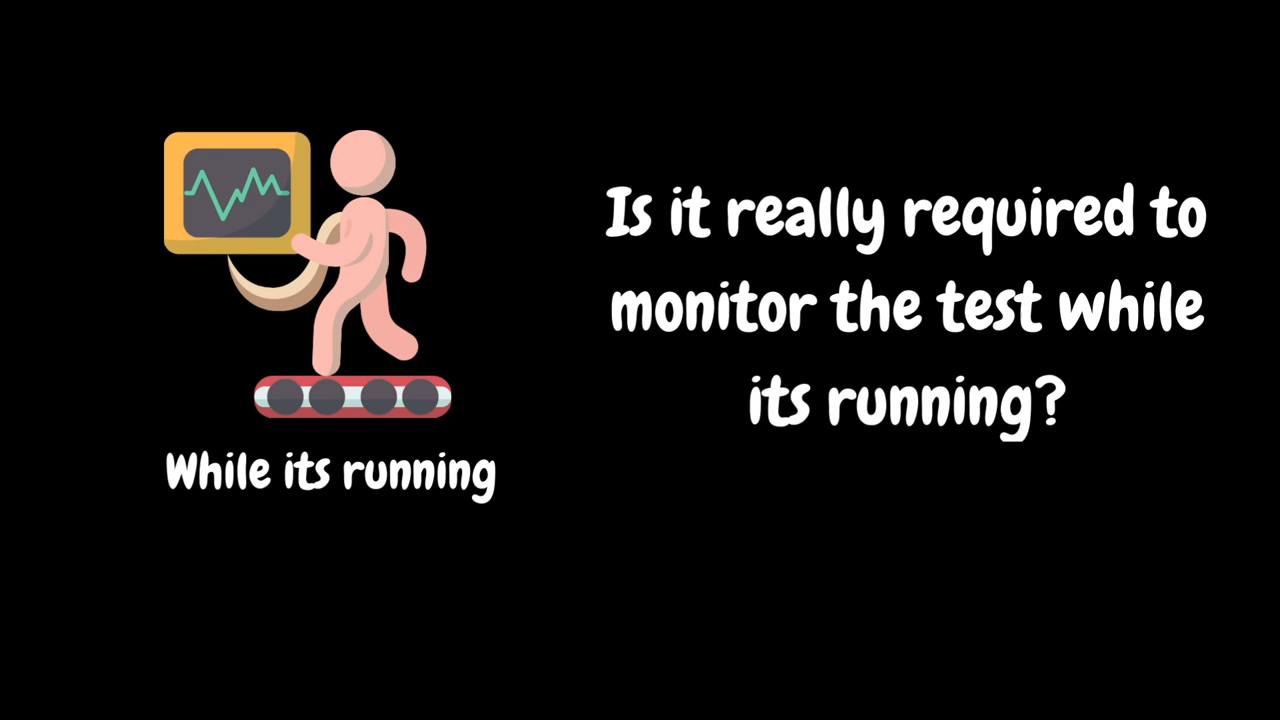 Is it really required to
monitor the test while
its running?
While its running